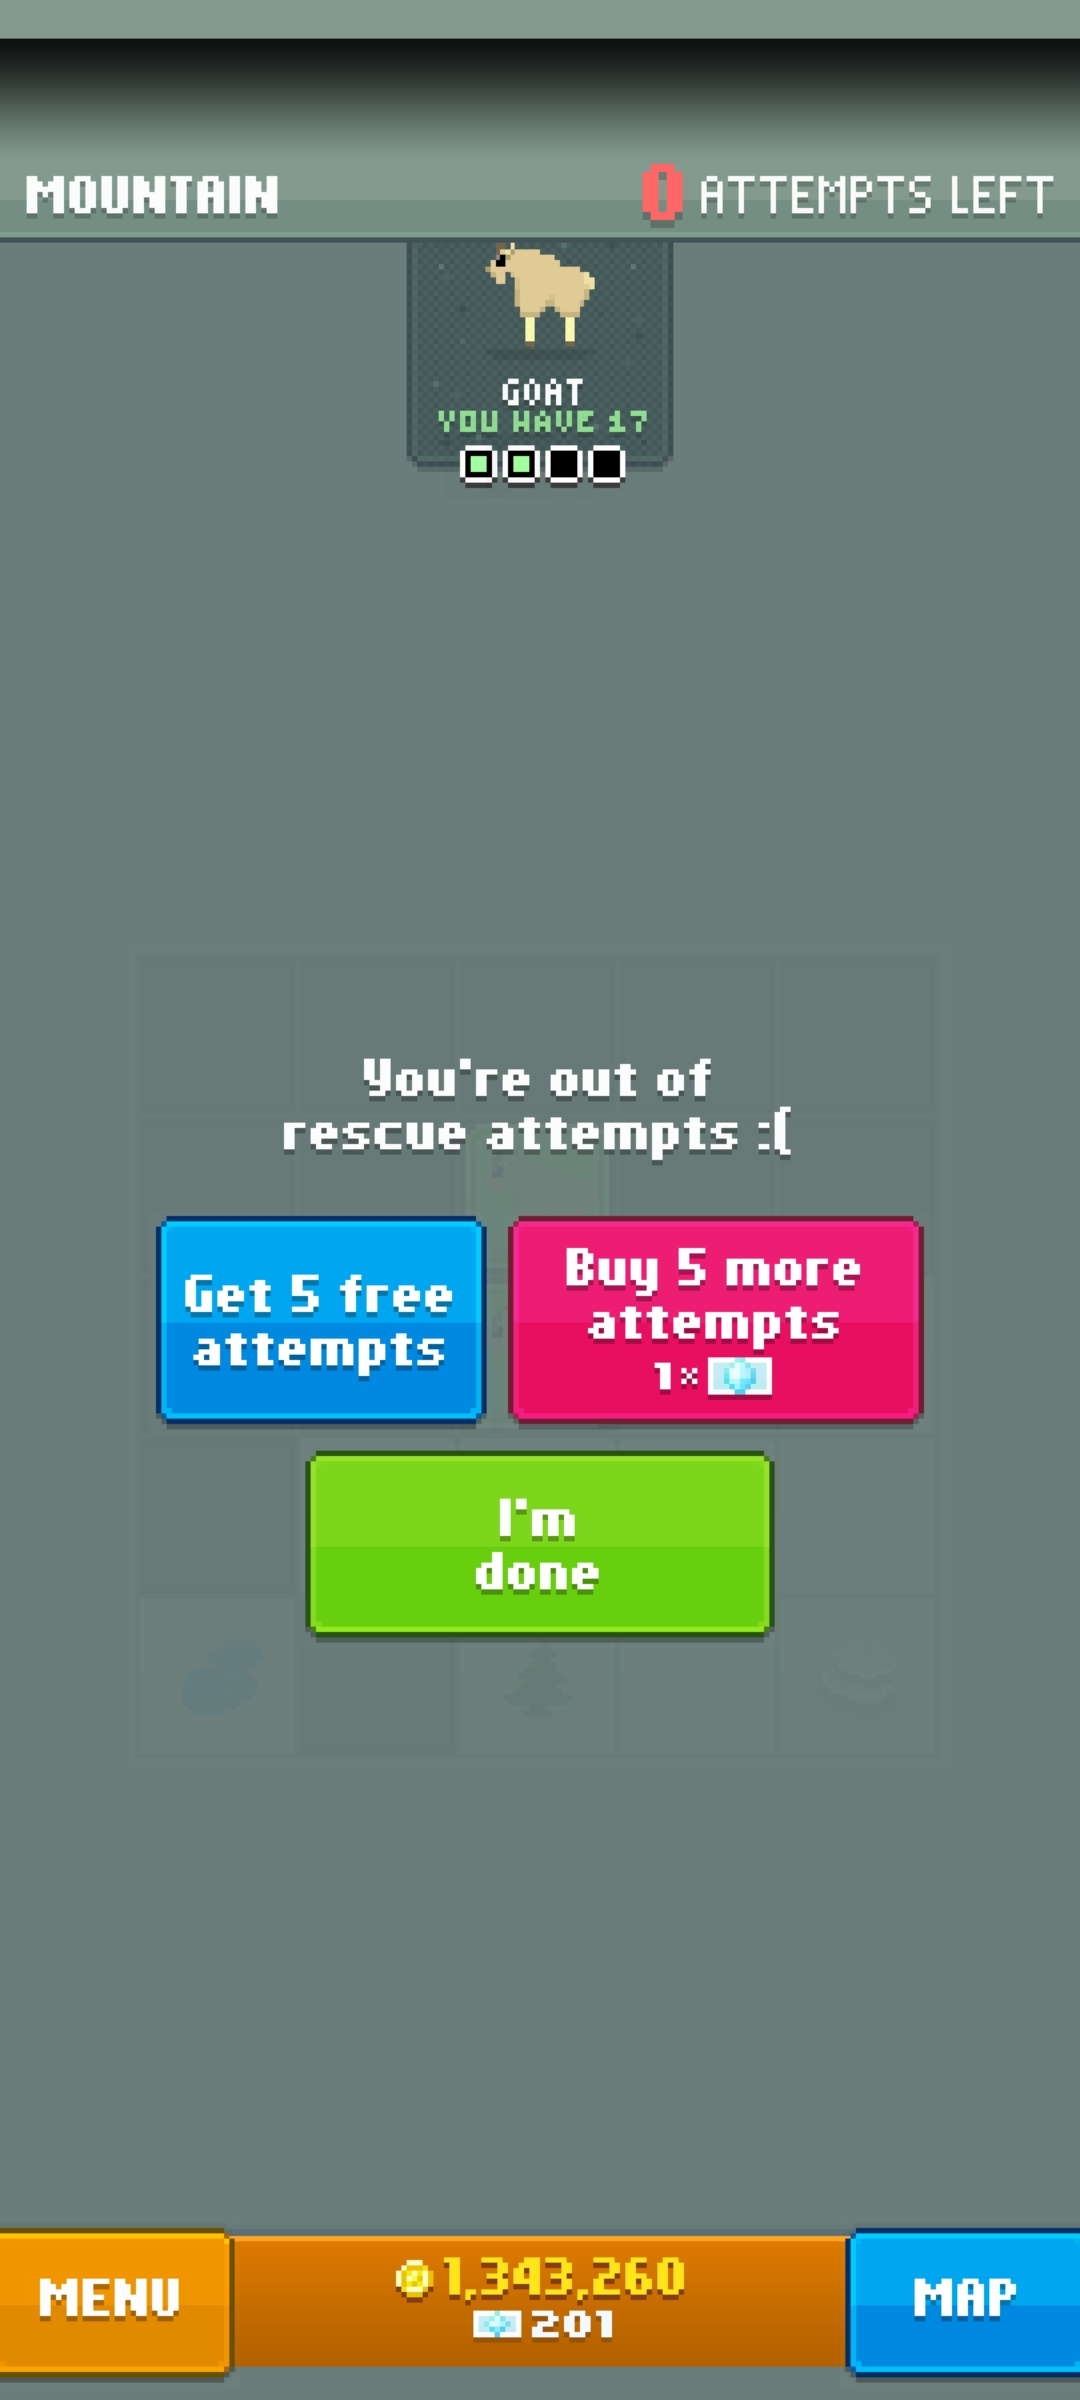 MOUNTAIN
0 ATTEMPTS LEFT
GOAT
YOU HAVE 17
You're out of
rescue attempts :(
Get 5 free
attempts
Buy 5 more
attempts
1×
I'm
done
MENU
1,343,260
201
MAP